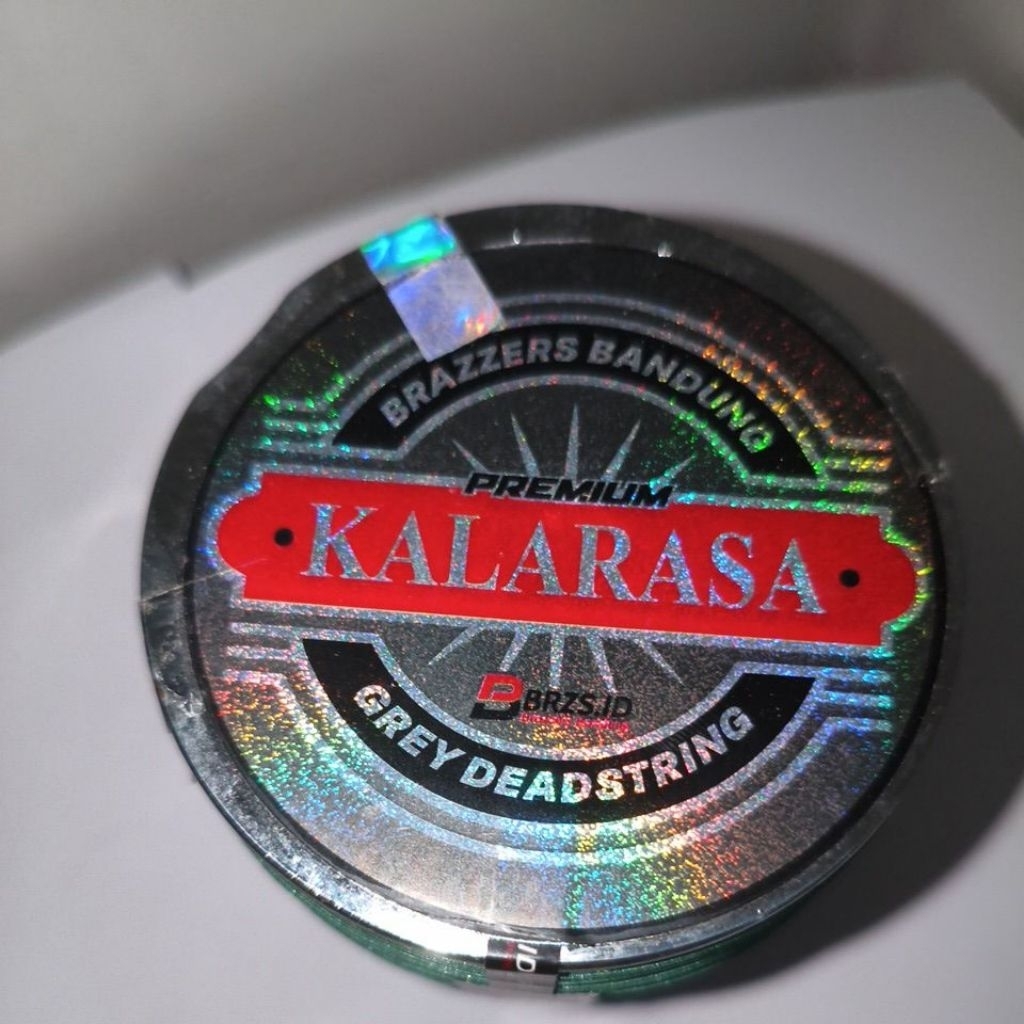 BRAZZERS BANDUNG
PREMIUM
KALARASA
BRZS.ID
GREY DEADSTRING